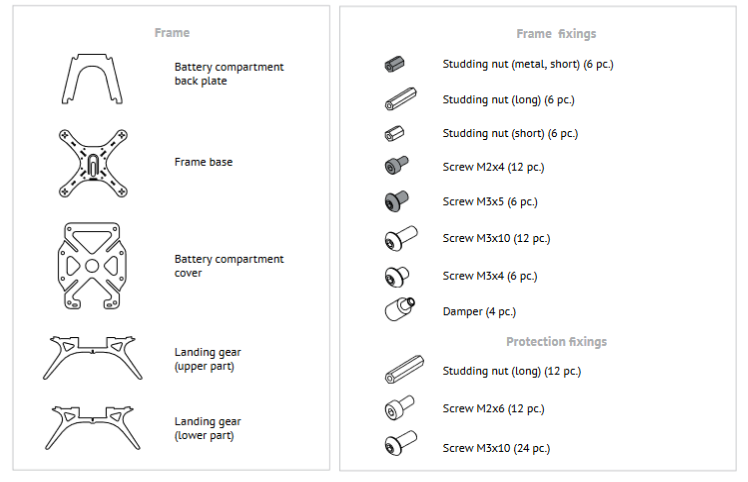 Frame
Battery compartment
back plate
Frame base
Battery compartment
cover
Landing gear
(upper part)
Landing gear
(lower part)
Frame fixings
Studding nut (metal, short) (6 pc.)
Studding nut (long) (6 pc.)
Studding nut (short) (6 pc.)
Screw M2x4 (12 pc.)
Screw M3x5 (6 pc.)
Screw M3x10 (12 pc.)
Screw M3x4 (6 pc.)
Damper (4 pc.)
Protection fixings
Studding nut (long) (12 pc.)
Screw M2x6 (12 pc.)
Screw M3x10 (24 pc.)